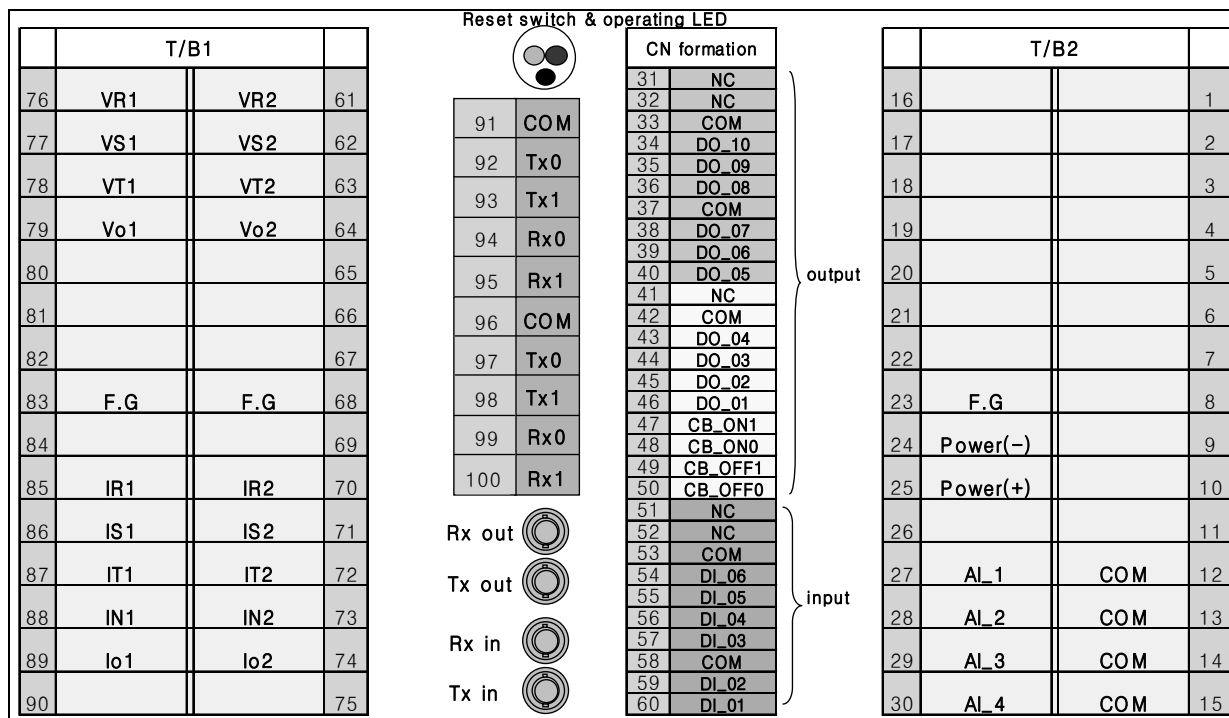 Reset switch & operating LED
T/B1
76 VR1 VR2 61
77 VS1 VS2 62
78 VT1 VT2 63
79 Vo1 Vo2 64
80 65
81 66
82 67
83 F.G F.G 68
84 69
85 IR1 IR2 70
86 IS1 IS2 71
87 IT1 IT2 72
88 IN1 IN2 73
89 Io1 Io2 74
90 75
91 COM
92 Tx0
93 Tx1
94 Rx0
95 Rx1
96 COM
97 Tx0
98 Tx1
99 Rx0
100 Rx1
Rx out
Tx out
Rx in
Tx in
CN formation
31 NC
32 NC
33 COM
34 DO_10
35 DO_09
36 DO_08
37 COM
38 DO_07
39 DO_06
40 DO_05
41 NC
42 COM
43 DO_04
44 DO_03
45 DO_02
46 DO_01
47 CB_ON1
48 CB_ON0
49 CB_OFF1
50 CB_OFF0
51 NC
52 NC
53 COM
54 DI_06
55 DI_05
56 DI_04
57 DI_03
58 COM
59 DI_02
60 DI_01
output
input
T/B2
16 1
17 2
18 3
19 4
20 5
21 6
22 7
23 F.G 8
24 Power(-) 9
25 Power(+) 10
26 11
27 AI_1 COM 12
28 AI_2 COM 13
29 AI_3 COM 14
30 AI_4 COM 15